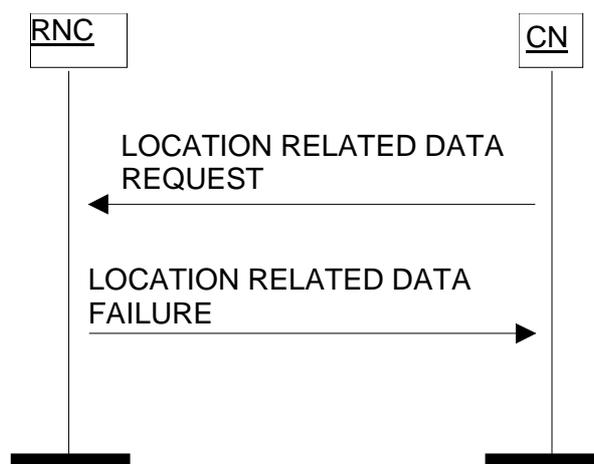 RNC
CN
LOCATION RELATED DATA
REQUEST
LOCATION RELATED DATA
FAILURE